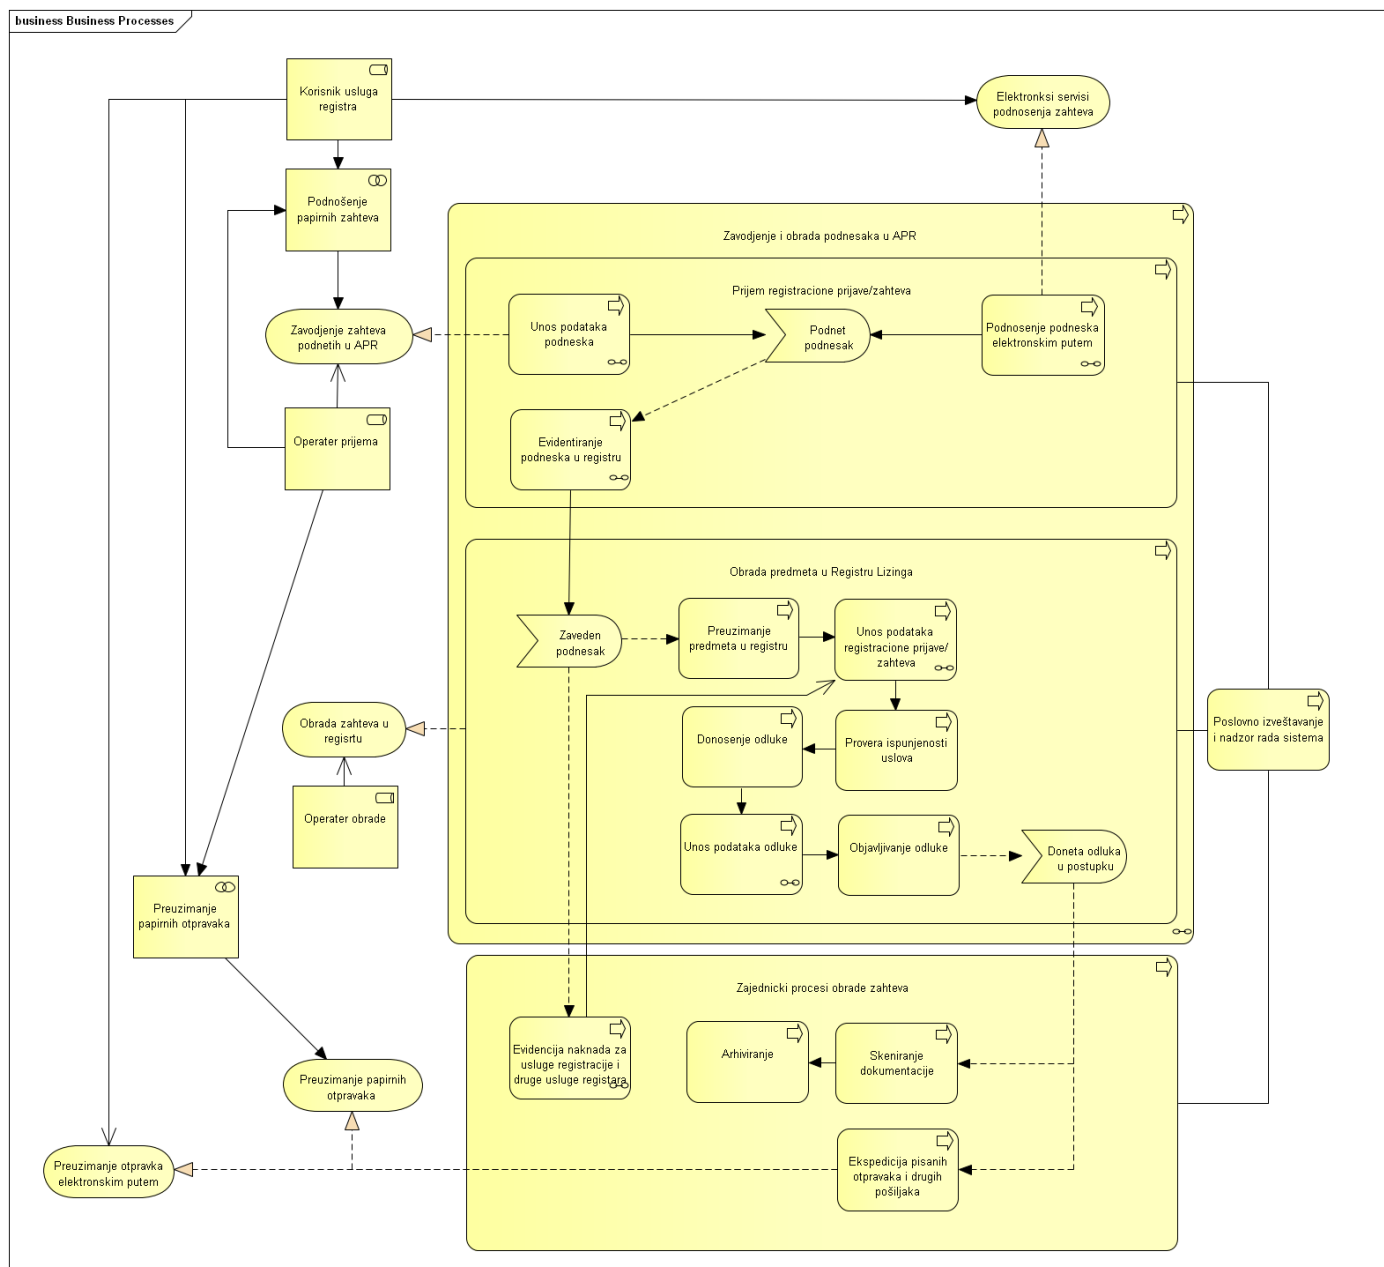 business Business Processes
Korisnik usluga
registra
Elektronksi servisi
podnosenja zahteva
Podnošenje
papirnih zahteva
Zavodjenje i obrada podnesaka u APR
Prijem registracione prijave/zahteva
Zavodjenje zahteva
podnetih u APR
Unos podataka
podneska
Podnet
podnesak
Podnosenje podneska
elektronskim putem
Operater prijema
Evidentiranje
podneska u registru
Obrada predmeta u Registru Lizinga
Zaveden
podnesak
Preuzimanje
predmeta u registru
Unos podataka
registracione prijave/
zahteva
Obrada zahteva u
regisrtu
Donosenje odluke
Provera ispunjenosti
uslova
Poslovno izveštavanje
i nadzor rada sistema
Operater obrade
Unos podataka odluke
Objavljivanje odluke
Doneta odluka
u postupku
Preuzimanje
papirnih otpravaka
Zajednicki procesi obrade zahteva
Evidencija naknada za
usluge registracije i
druge usluge registara
Arhiviranje
Skeniranje
dokumentacije
Preuzimanje papirnih
otpravaka
Preuzimanje otpravka
elektronskim putem
Ekspedicija pisanih
otpravaka i drugih
pošiljaka